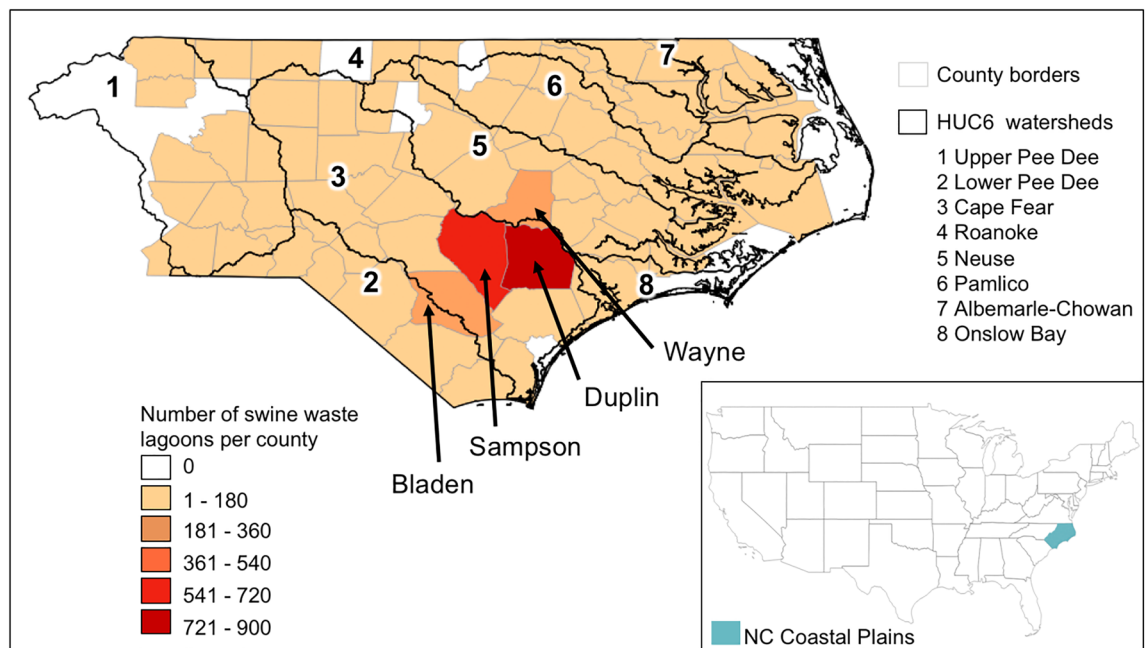 1
4
7
6
5
3
2
8
County borders
HUC6 watersheds
1 Upper Pee Dee
2 Lower Pee Dee
3 Cape Fear
4 Roanoke
5 Neuse
6 Pamlico
7 Albemarle-Chowan
8 Onslow Bay
Wayne
Duplin
Sampson
Bladen
Number of swine waste
lagoons per county
0
1 - 180
181 - 360
361 - 540
541 - 720
721 - 900
NC Coastal Plains